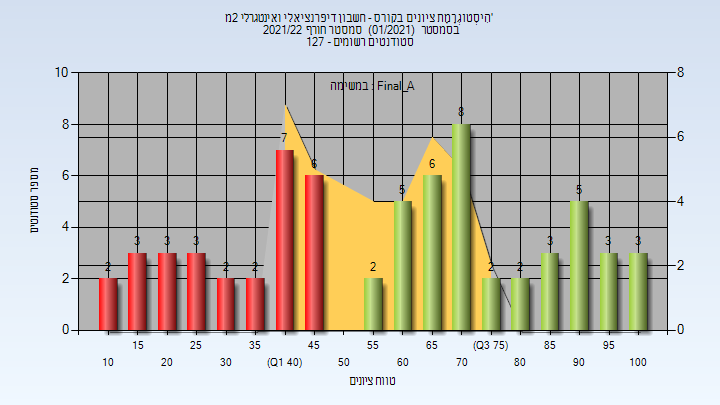 'הִיסְטוֹגְרָמַת ציונים בקורס - חשבון דיפרנציאלי ואינטגרלי 2מ
בסמסטר (01/2021) סמסטר חורף 2021/22
סטודנטים רשומים - 127
במשימה : Final_A
מספר סטודנטים
10 8 6 4 2 0
8 6 4 2 0
2 3 3 3 2 2 7 6 2 5 6 8 2 2 3 5 3 3
15 25 35 45 55 65 (Q3 75) 85 95
10 20 30 (Q1 40) 50 60 70 80 90 100
טווח ציונים